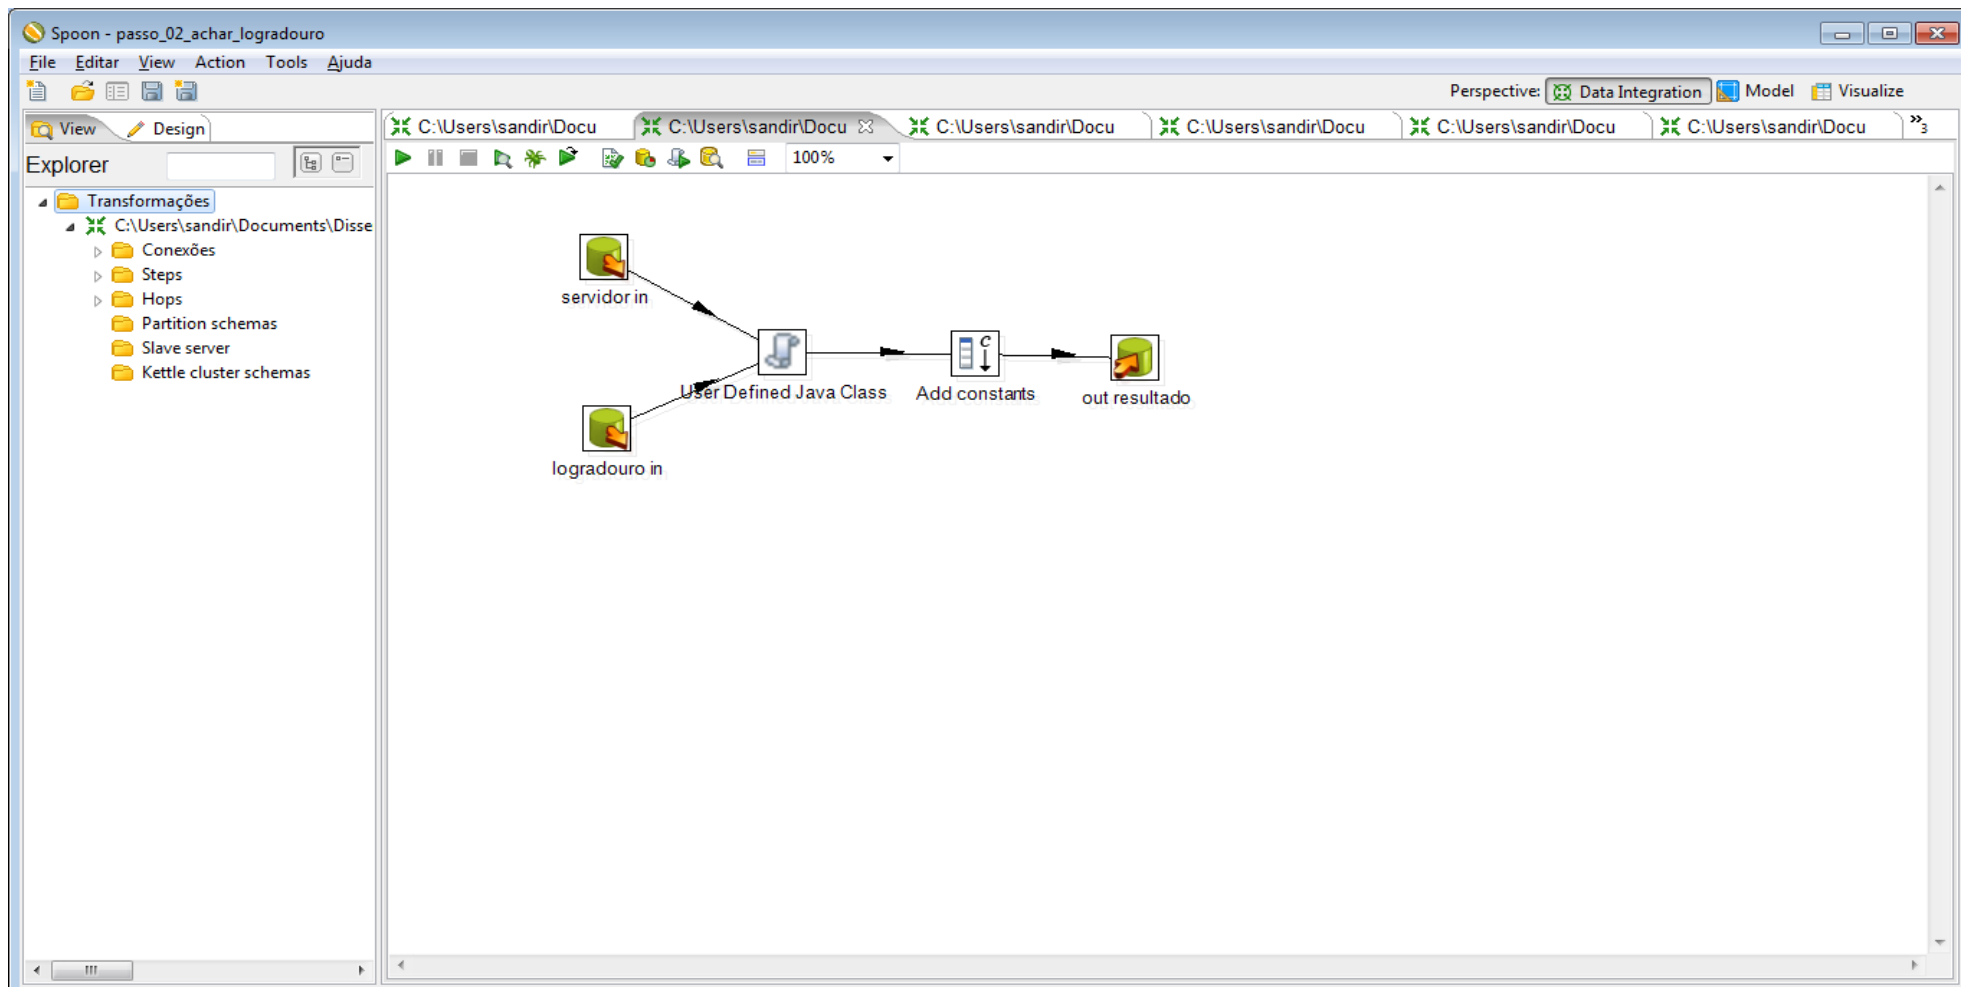 Spoon - passo_02_achar_logradouro
File Editar View Action Tools Ajuda
Perspective: Data Integration Model Visualize
View Design
C:\Users\sandir\Docu C:\Users\sandir\Docu C:\Users\sandir\Docu C:\Users\sandir\Docu C:\Users\sandir\Docu C:\Users\sandir\Docu »3
Explorer
100%
Transformações
C:\Users\sandir\Documents\Disse
Conexões
Steps
Hops
Partition schemas
Slave server
Kettle cluster schemas
servidor in
User Defined Java Class
Add constants
out resultado
logradouro in